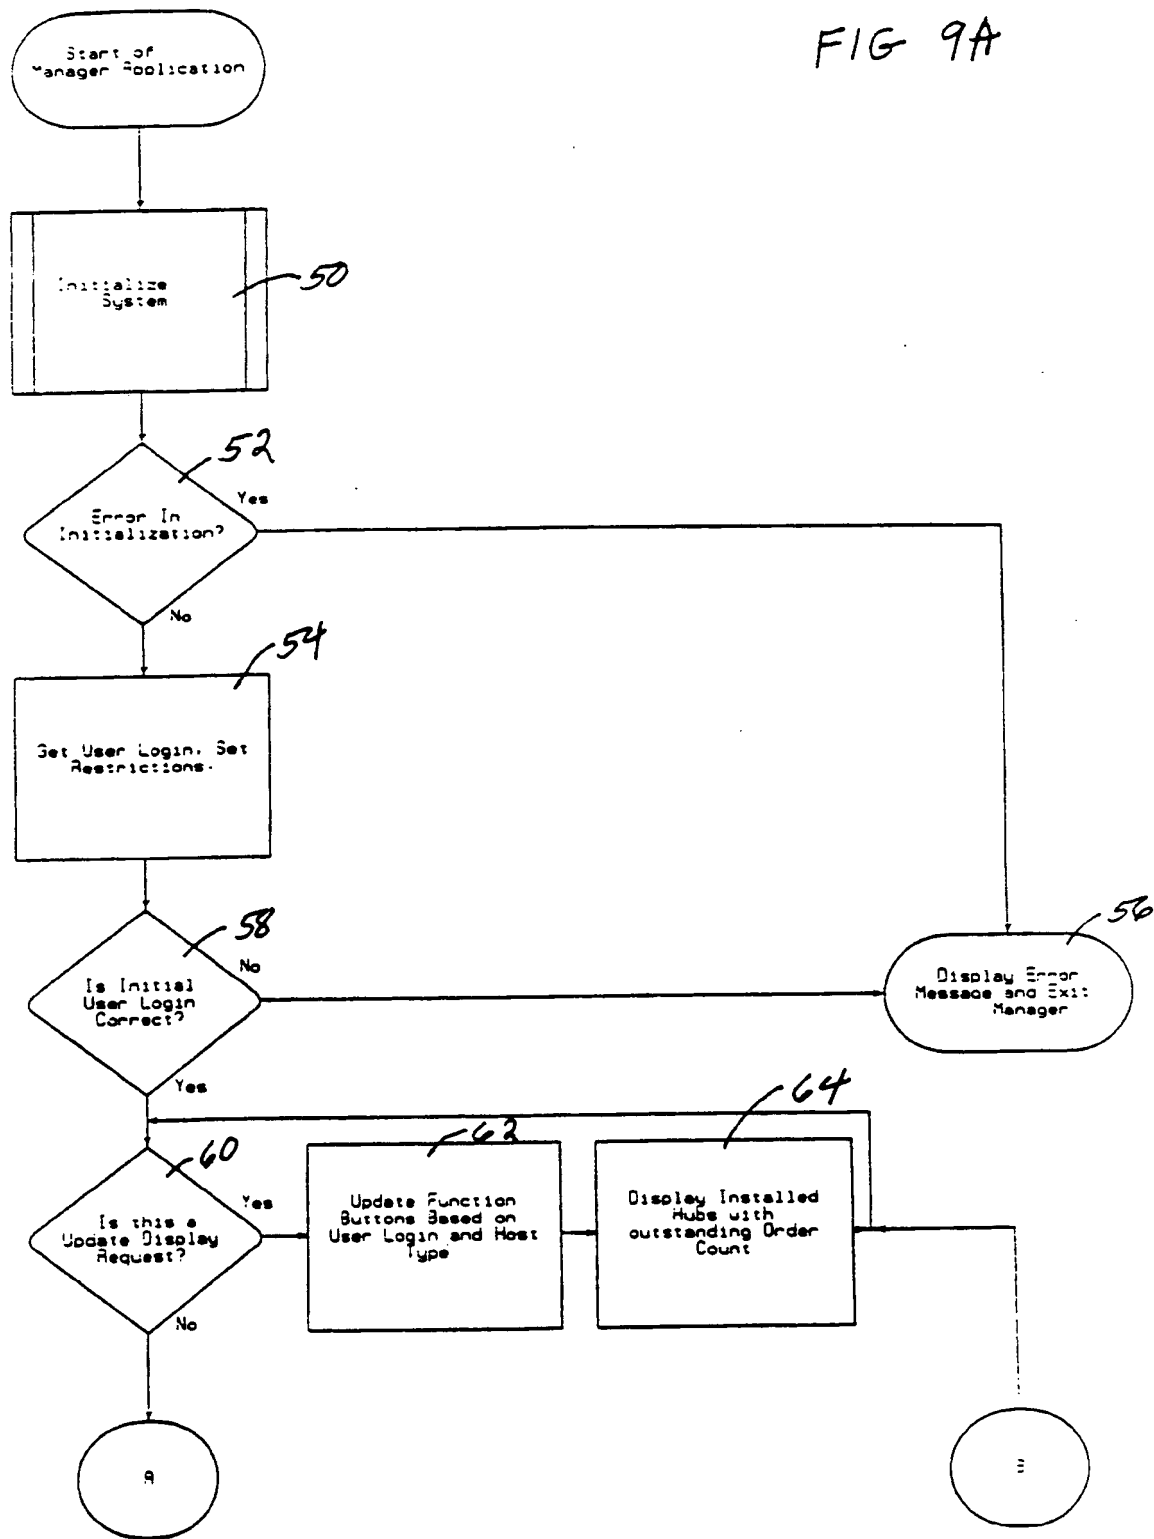 FIG 9A
Start of
Manager Application
Initialize
System
50
52
Yes
Error In
Initialization?
No
54
Get User Login. Set
Restrictions.
58
No
Is Initial
User Login
Correct?
Yes
56
Display Error
Message and Exit
Manager
60
Yes
Is this a
Update Display
Request?
No
62
Update Function
Buttons Based on
User Login and Host
Type
64
Display Installed
Hubs with
outstanding Order
Count
A